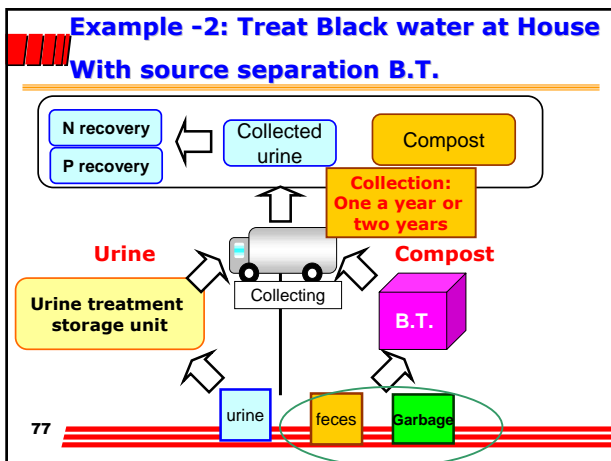 Example -2: Treat Black water at House
With source separation B.T.
N recovery
P recovery
Collected
urine
Compost
Collection:
One a year or
two years
Urine
Compost
Collecting
Urine treatment
storage unit
B.T.
urine
feces
Garbage
77